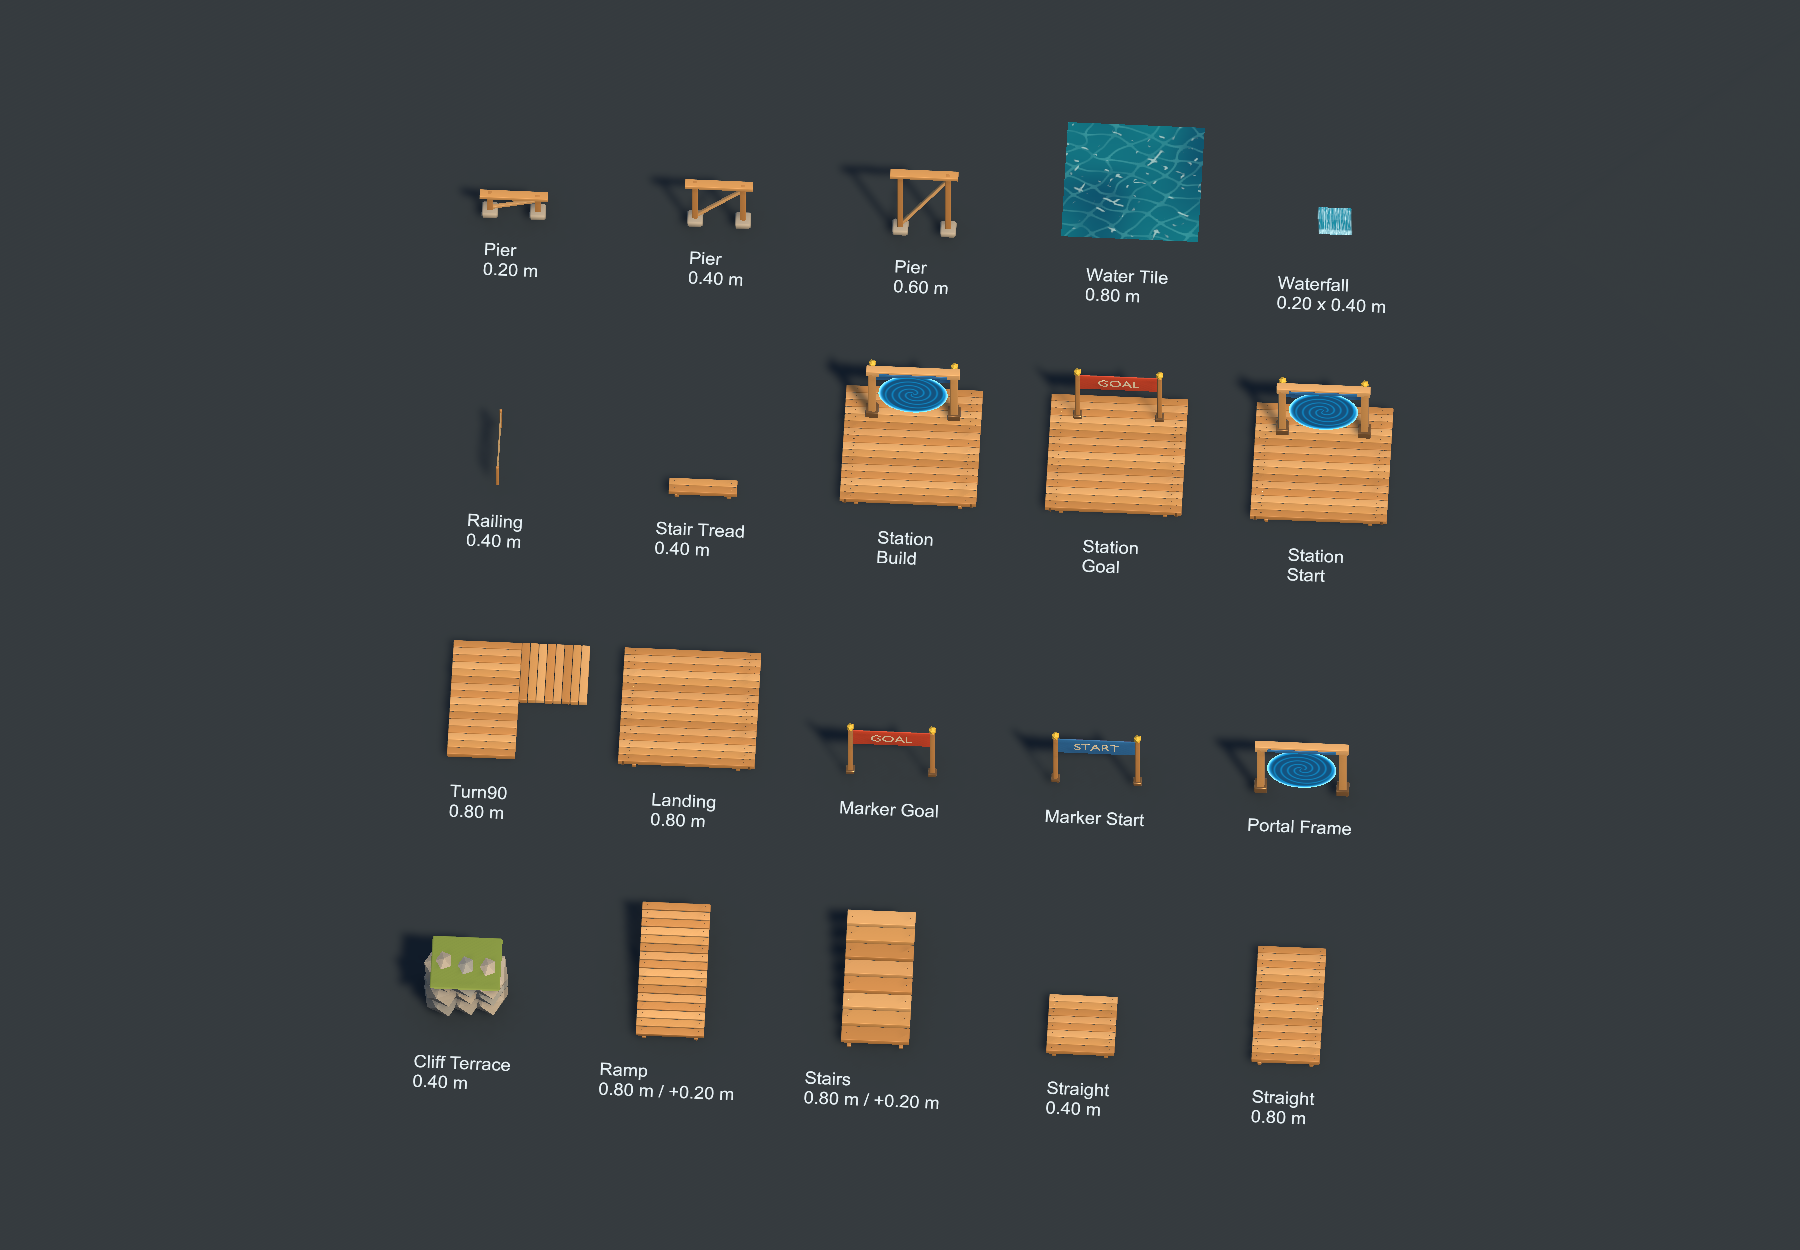 Pier
0.20 m
Pier
0.40 m
Pier
0.60 m
Water Tile
0.80 m
Waterfall
0.20 x 0.40 m
GOAL
Railing
0.40 m
Stair Tread
0.40 m
Station
Build
Station
Goal
Station
Start
GOAL
START
Turn90
0.80 m
Landing
0.80 m
Marker Goal
Marker Start
Portal Frame
Cliff Terrace
0.40 m
Ramp
0.80 m / +0.20 m
Stairs
0.80 m / +0.20 m
Straight
0.40 m
Straight
0.80 m